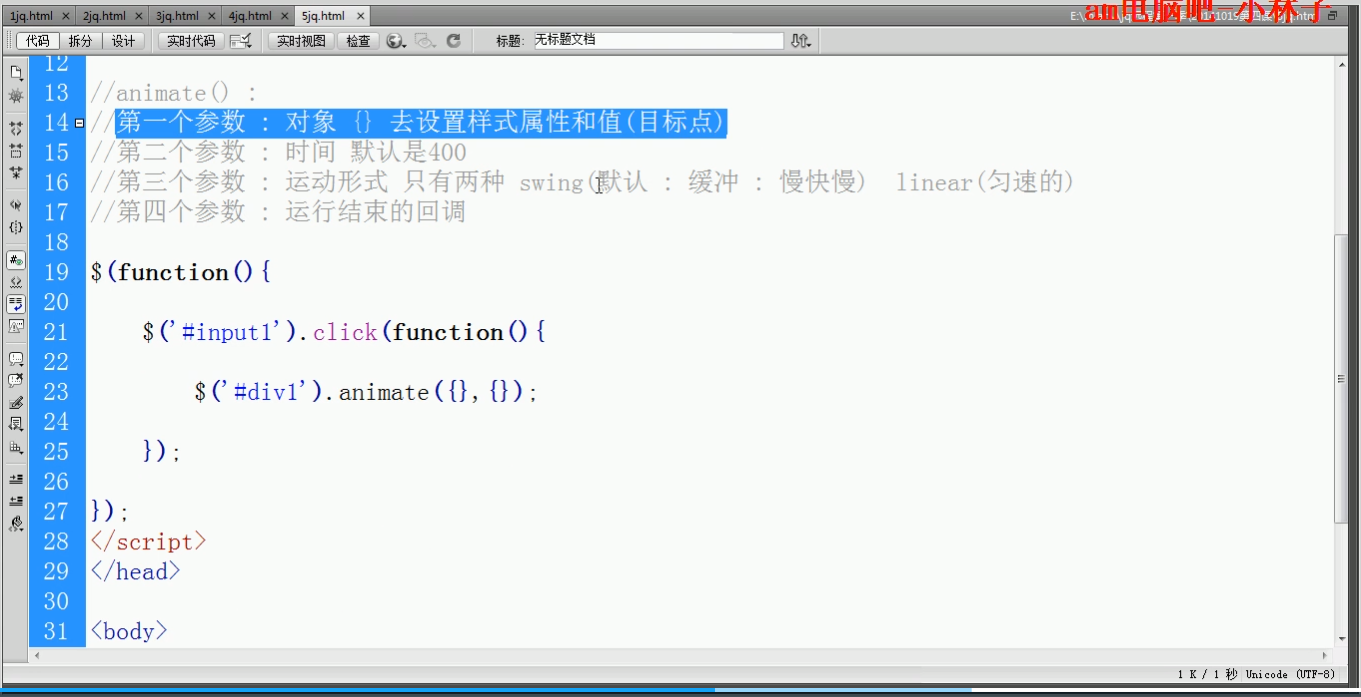 1jq.html × 2jq.html × 3jq.html × 4jq.html × 5jq.html ×
am电脑吧-小林子
代码 拆分 设计 实时代码 实时视图 检查 标题: 无标题文档
12
13 //animate() :
14 //第一个参数 : 对象 {} 去设置样式属性和值(目标点)
15 //第二个参数 : 时间 默认是400
16 //第三个参数 : 运动形式 只有两种 swing(默认 : 缓冲 : 慢快慢) linear(匀速的)
17 //第四个参数 : 运行结束的回调
18
19 $(function(){
20
21 $('#input1').click(function(){
22
23 $('#div1').animate({},{});
24
25 });
26
27 });
28 </script>
29 </head>
30
31 <body>
1 K / 1 秒 Unicode (UTF-8)